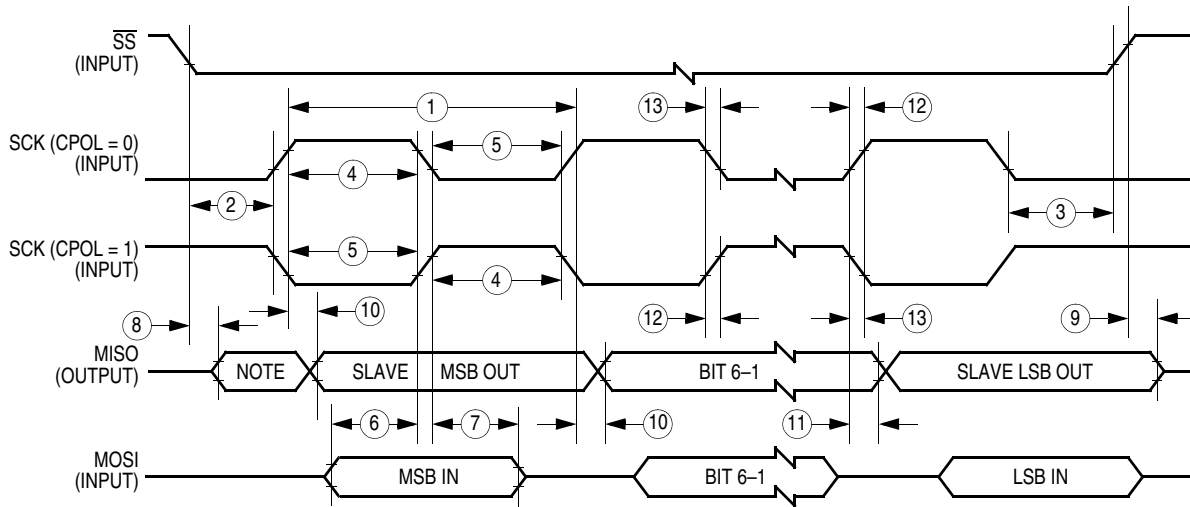 SS
(INPUT)
1
13
12
SCK (CPOL = 0)
(INPUT)
5
4
2
3
SCK (CPOL = 1)
(INPUT)
5
4
8
10
12
13
9
MISO
(OUTPUT)
NOTE
SLAVE
MSB OUT
BIT 6–1
SLAVE LSB OUT
6
7
10
11
MOSI
(INPUT)
MSB IN
BIT 6–1
LSB IN